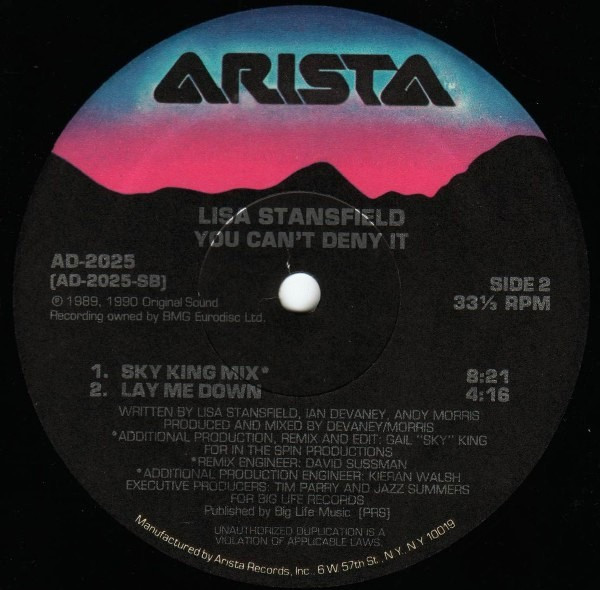 ARISTA
LISA STANSFIELD
YOU CAN'T DENY IT
AD-2025
(AD-2025-SB)
℗ 1989, 1990 Original Sound
Recording owned by BMG Eurodisc Ltd.
SIDE 2
33⅓ RPM
1. SKY KING MIX* 8:21
2. LAY ME DOWN 4:16
WRITTEN BY LISA STANSFIELD, IAN DEVANEY, ANDY MORRIS
PRODUCED AND MIXED BY DEVANEY/MORRIS
*ADDITIONAL PRODUCTION, REMIX AND EDIT: GAIL "SKY" KING
FOR IN THE SPIN PRODUCTIONS
*REMIX ENGINEER: DAVID SUSSMAN
*ADDITIONAL PRODUCTION ENGINEER: KIERAN WALSH
EXECUTIVE PRODUCERS: TIM PARRY AND JAZZ SUMMERS
FOR BIG LIFE RECORDS
Published by Big Life Music (PRS)
UNAUTHORIZED DUPLICATION IS A
VIOLATION OF APPLICABLE LAWS.
Manufactured by Arista Records, Inc., 6 W. 57th St., N.Y. N.Y 10019